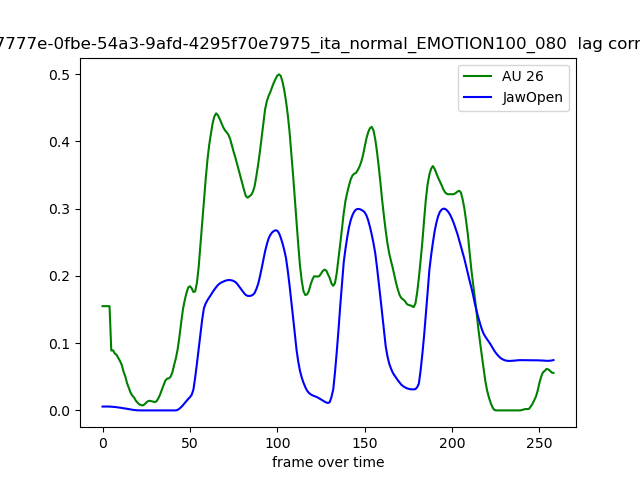 7777e-0fbe-54a3-9afd-4295f70e7975_ita_normal_EMOTION100_080 lag corr
AU 26
JawOpen
0.5
0.4
0.3
0.2
0.1
0.0
0 50 100 150 200 250
frame over time